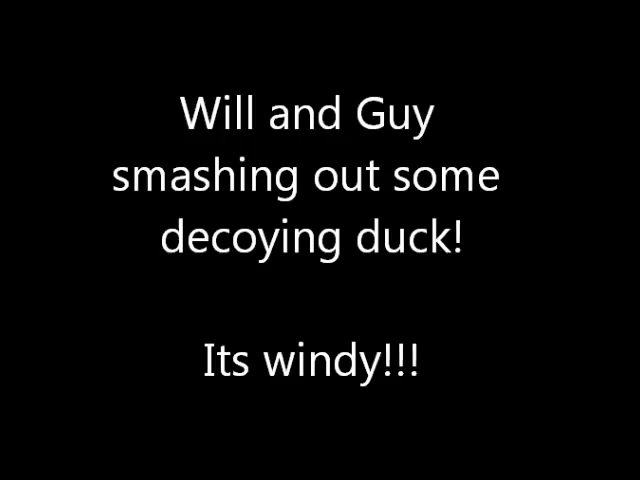 Will and Guy
smashing out some
decoying duck!
Its windy!!!